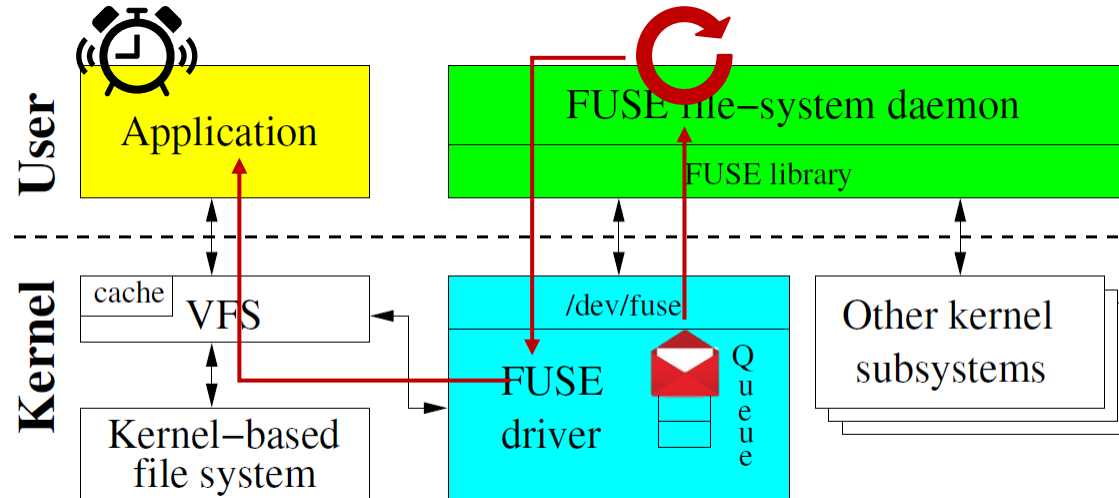 User
Application
FUSE file−system daemon
FUSE library
Kernel
cache
VFS
Kernel−based
file system
/dev/fuse
FUSE
driver
Queue
Other kernel
subsystems